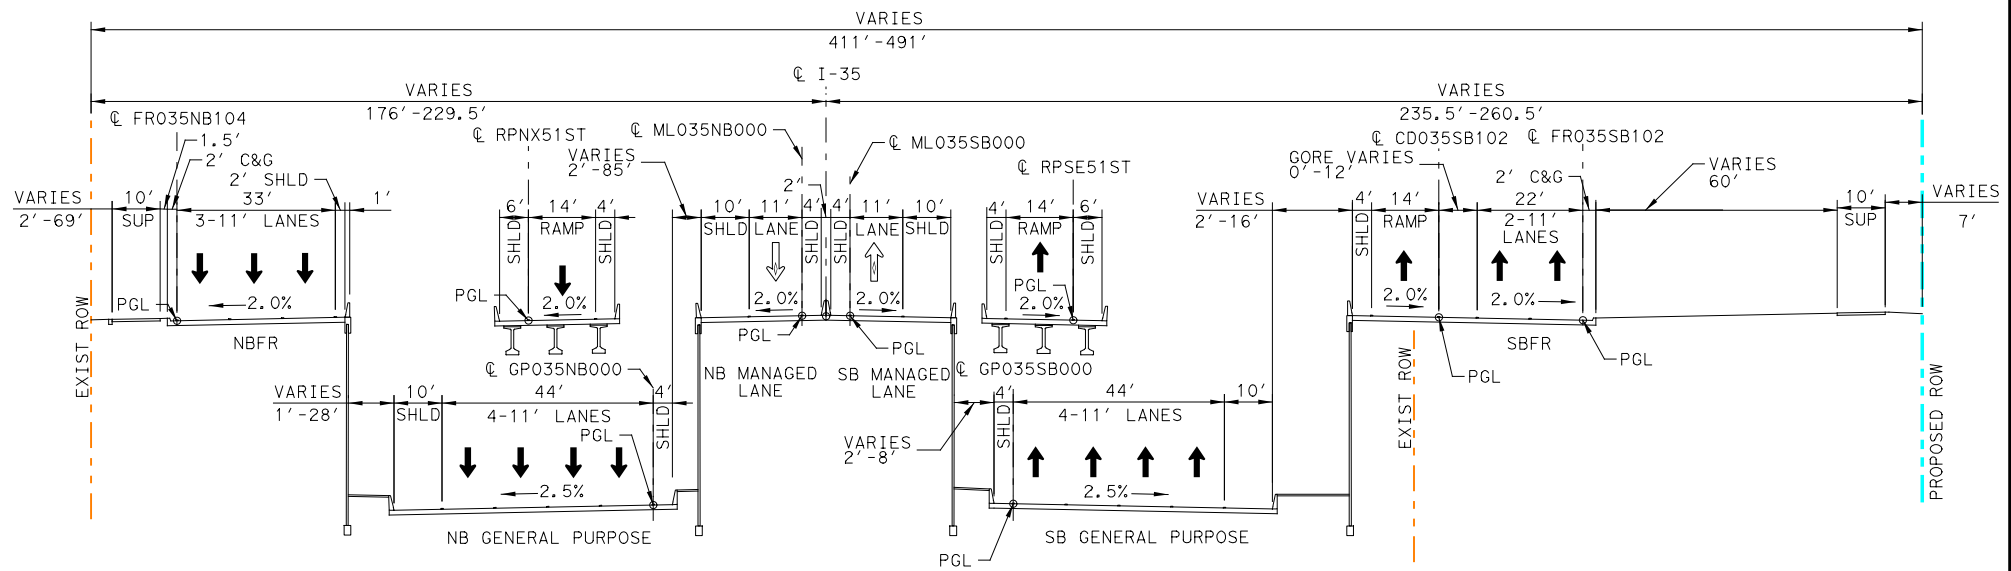 VARIES
411'-491'
℄ I-35
VARIES
176'-229.5'
VARIES
235.5'-260.5'
℄ FR035NB104
1.5'
2' C&G
2' SHLD
℄ RPNX51ST
VARIES
2'-85'
℄ ML035NB000
2'
℄ ML035SB000
℄ RPSE51ST
℄ CD035SB102
GORE VARIES
0'-12'
℄ FR035SB102
2' C&G
VARIES
60'
VARIES
2'-69'
10'
SUP
33'
3-11' LANES
1'
6'
SHLD
14'
RAMP
4'
SHLD
10'
SHLD
11'
LANE
4'
SHLD
4'
SHLD
11'
LANE
10'
SHLD
4'
SHLD
14'
RAMP
6'
SHLD
VARIES
2'-16'
4'
SHLD
14'
RAMP
22'
2-11'
LANES
10'
SUP
VARIES
7'
PGL
2.0%
PGL
2.0%
2.0%
2.0%
PGL
2.0%
2.0%
2.0%
EXIST ROW
NBFR
PGL
PGL
SBFR
PGL
PGL
℄ GP035NB000
NB MANAGED
LANE
SB MANAGED
LANE
℄ GP035SB000
EXIST ROW
VARIES
1'-28'
10'
SHLD
44'
4-11' LANES
4'
SHLD
PGL
VARIES
2'-8'
4'
SHLD
44'
4-11' LANES
10'
2.5%
2.5%
PROPOSED ROW
NB GENERAL PURPOSE
SB GENERAL PURPOSE
PGL